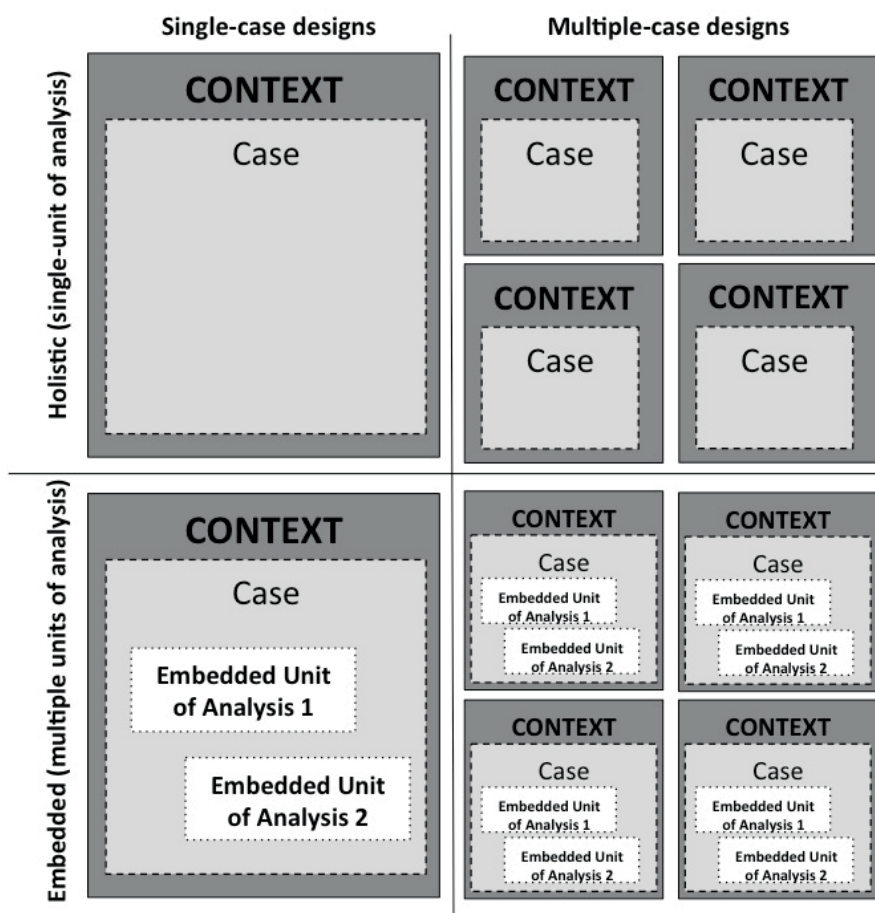 Single-case designs
Multiple-case designs
Holistic (single-unit of analysis)
CONTEXT
Case
CONTEXT
Case
CONTEXT
Case
CONTEXT
Case
CONTEXT
Case
Embedded (multiple units of analysis)
CONTEXT
Case
Embedded Unit
of Analysis 1
Embedded Unit
of Analysis 2
CONTEXT
Case
Embedded Unit
of Analysis 1
Embedded Unit
of Analysis 2
CONTEXT
Case
Embedded Unit
of Analysis 1
Embedded Unit
of Analysis 2
CONTEXT
Case
Embedded Unit
of Analysis 1
Embedded Unit
of Analysis 2
CONTEXT
Case
Embedded Unit
of Analysis 1
Embedded Unit
of Analysis 2